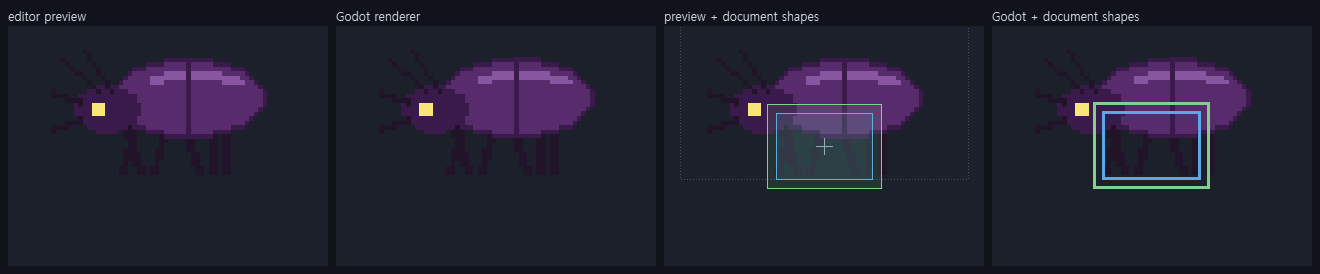 editor preview
Godot renderer
preview + document shapes
Godot + document shapes